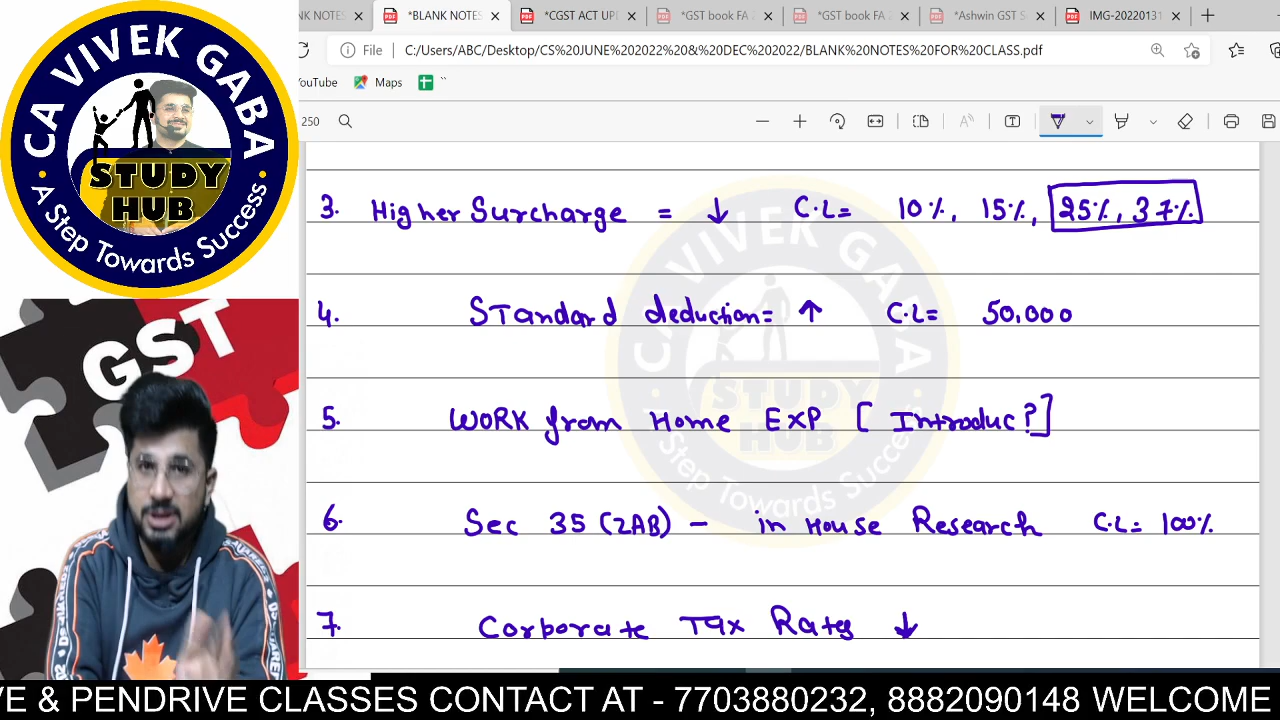 NK NOTES
*BLANK NOTES
*CGST ACT UP
*GST book FA
k FA
*Ashwin GST S
IMG-20220131
File
C:/Users/ABC/Desktop/CS%20JUNE%202022%20&%20DEC%202022/BLANK%20NOTES%20FOR%20CLASS.pdf
ouTube
Maps
``
250
CA VIVEK GABA
STUDY
HUB
A Step Towards Success
3. Higher Surcharge = ↓ C.L= 10%, 15%, 25%, 37%
4. Standard deduction= ↑ C.L= 50,000
5. WORK from Home EXP [Introduc?]
6. Sec 35 (2AB) - in House Research C.L= 100%
7. Corporate Tax Rates ↓
GST
VE & PENDRIVE CLASSES CONTACT AT - 7703880232, 8882090148 WELCOME